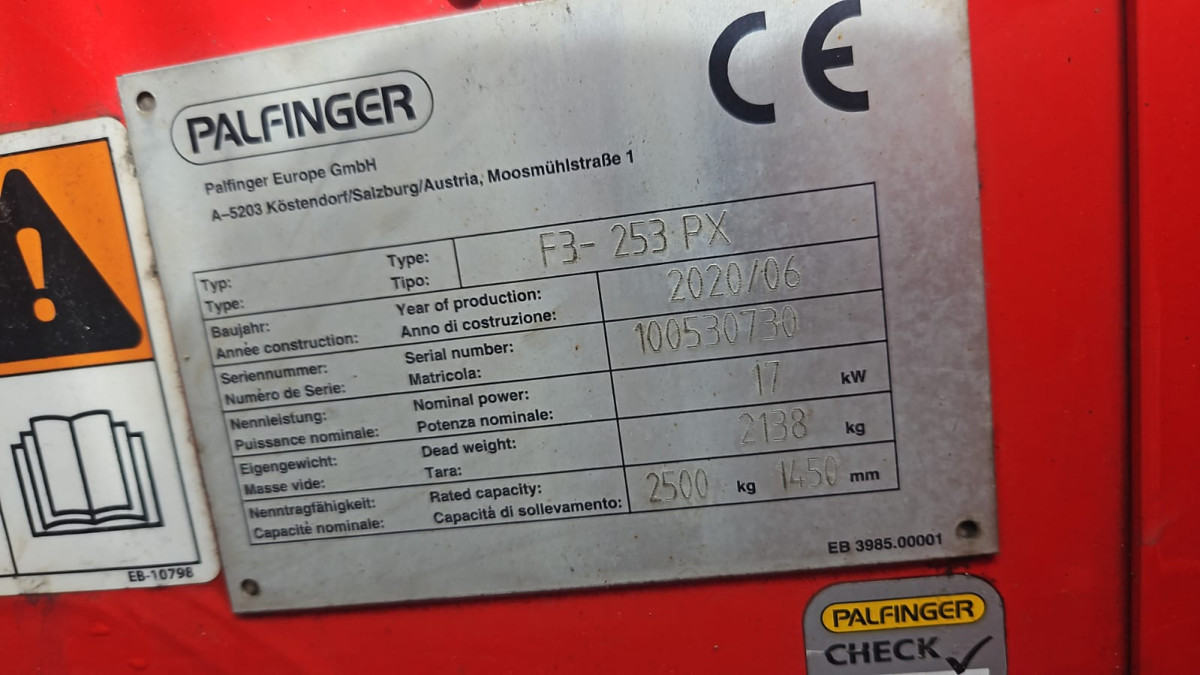 PALFINGER
CE
Palfinger Europe GmbH
A–5203 Köstendorf/Salzburg/Austria, Moosmühlstraße 1
Typ: Type: F3- 253 PX
Type: Tipo:
Baujahr: Year of production: 2020/06
Année construction: Anno di costruzione:
Seriennummer: Serial number: 100530730
Numéro de Serie: Matricola:
Nennleistung: Nominal power: 17 kW
Puissance nominale: Potenza nominale:
Eigengewicht: Dead weight: 2138 kg
Masse vide: Tara:
Nenntragfähigkeit: Rated capacity: 2500 kg 1450 mm
Capacité nominale: Capacità di sollevamento:
EB 3985.00001
EB-10798
PALFINGER
CHECK